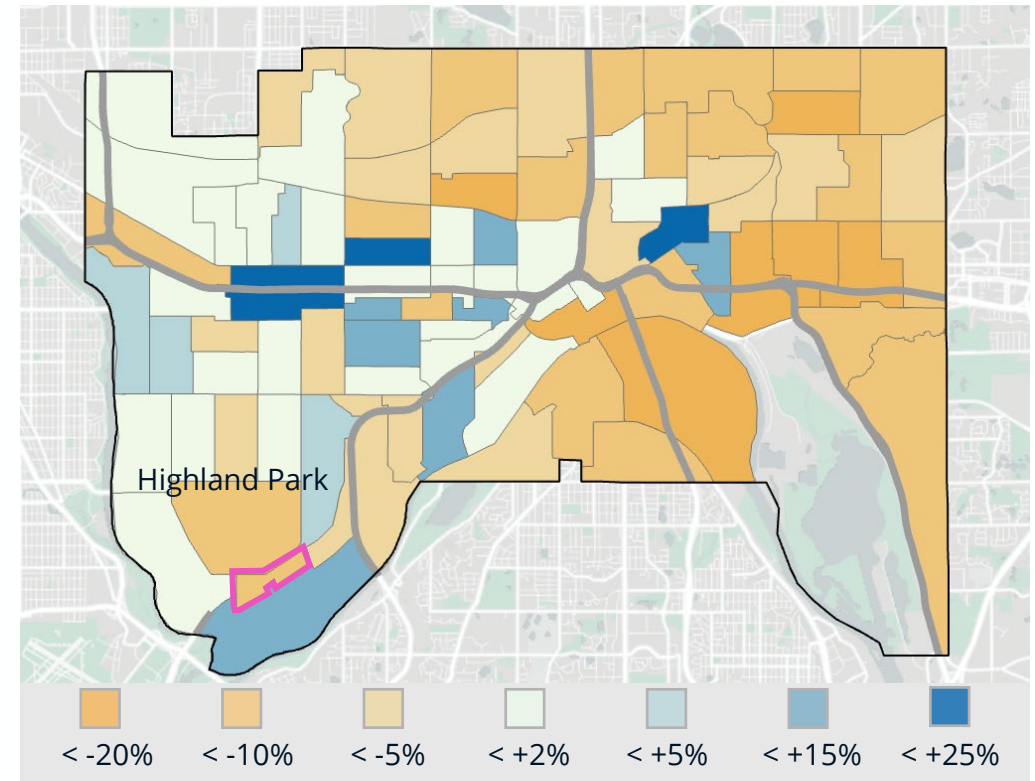 Highland Park
< -20% < -10% < -5% < +2% < +5% < +15% < +25%